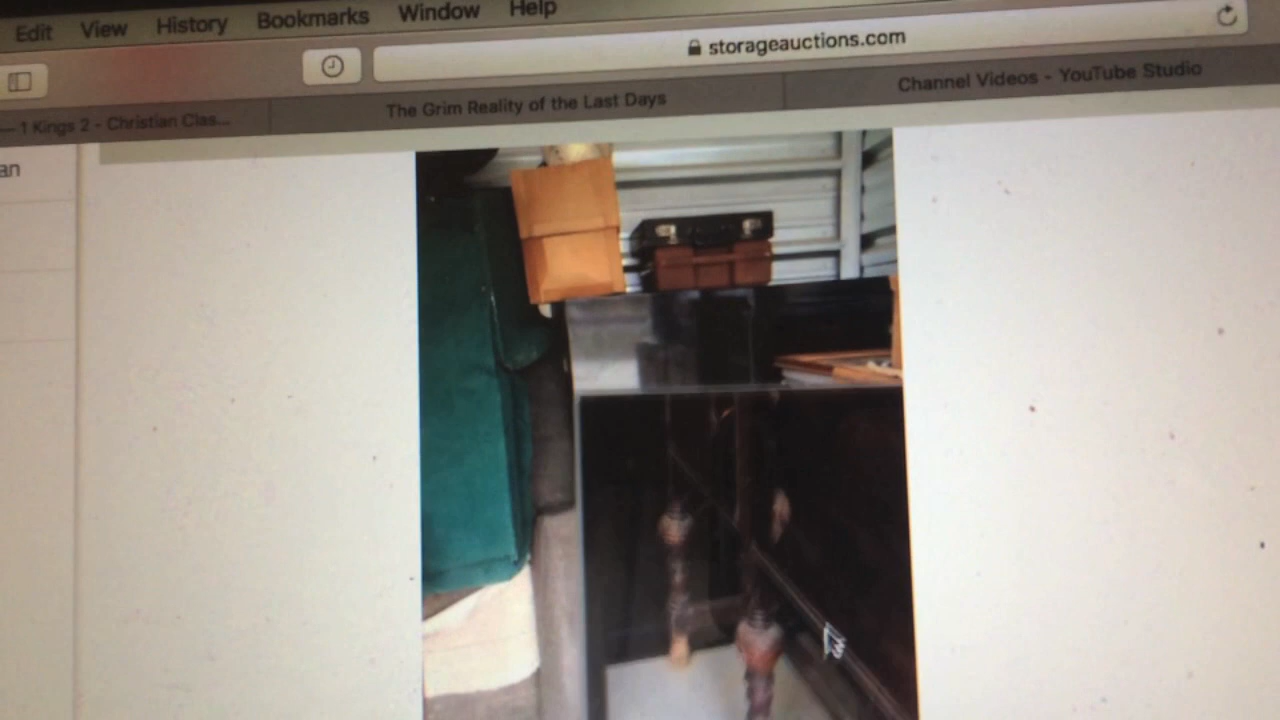 Edit View History Bookmarks Window Help
storageauctions.com
— 1 Kings 2 - Christian Clas... The Grim Reality of the Last Days Channel Videos - YouTube Studio
an